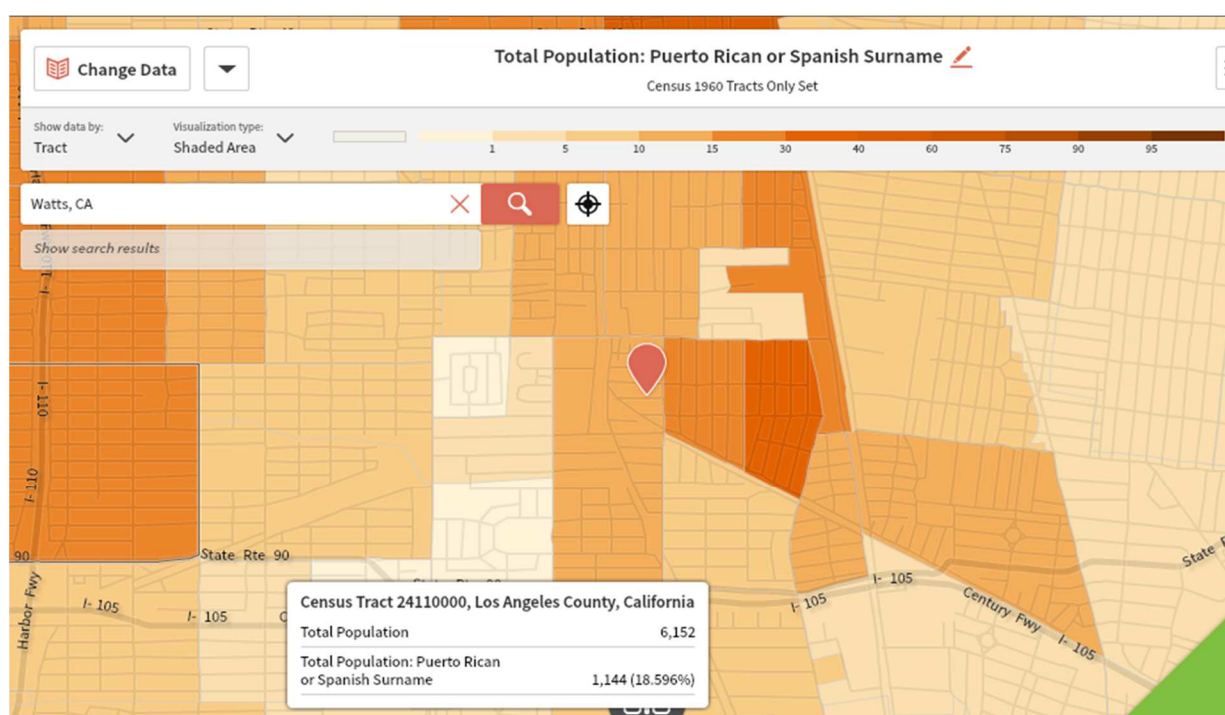 Change Data
Total Population: Puerto Rican or Spanish Surname
Census 1960 Tracts Only Set
Show data by:
Tract
Visualization type:
Shaded Area
1 5 10 15 30 40 60 75 90 95
Watts, CA
Show search results
I- 110
I- 110
90
State Rte 90
I- 105
I- 105
Harbor Fwy
I- 105
I- 105
Century Fwy
I- 105
Census Tract 24110000, Los Angeles County, California
Total Population 6,152
Total Population: Puerto Rican
or Spanish Surname 1,144 (18.596%)